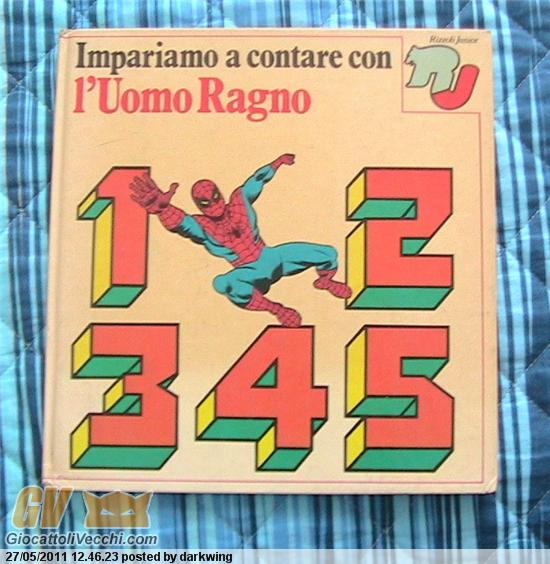 Impariamo a contare con
l'Uomo Ragno
Rizzoli Junior
RJ
1 2
3 4 5
GV
GiocattoliVecchi.com
27/05/2011 12.46.23 posted by darkwing